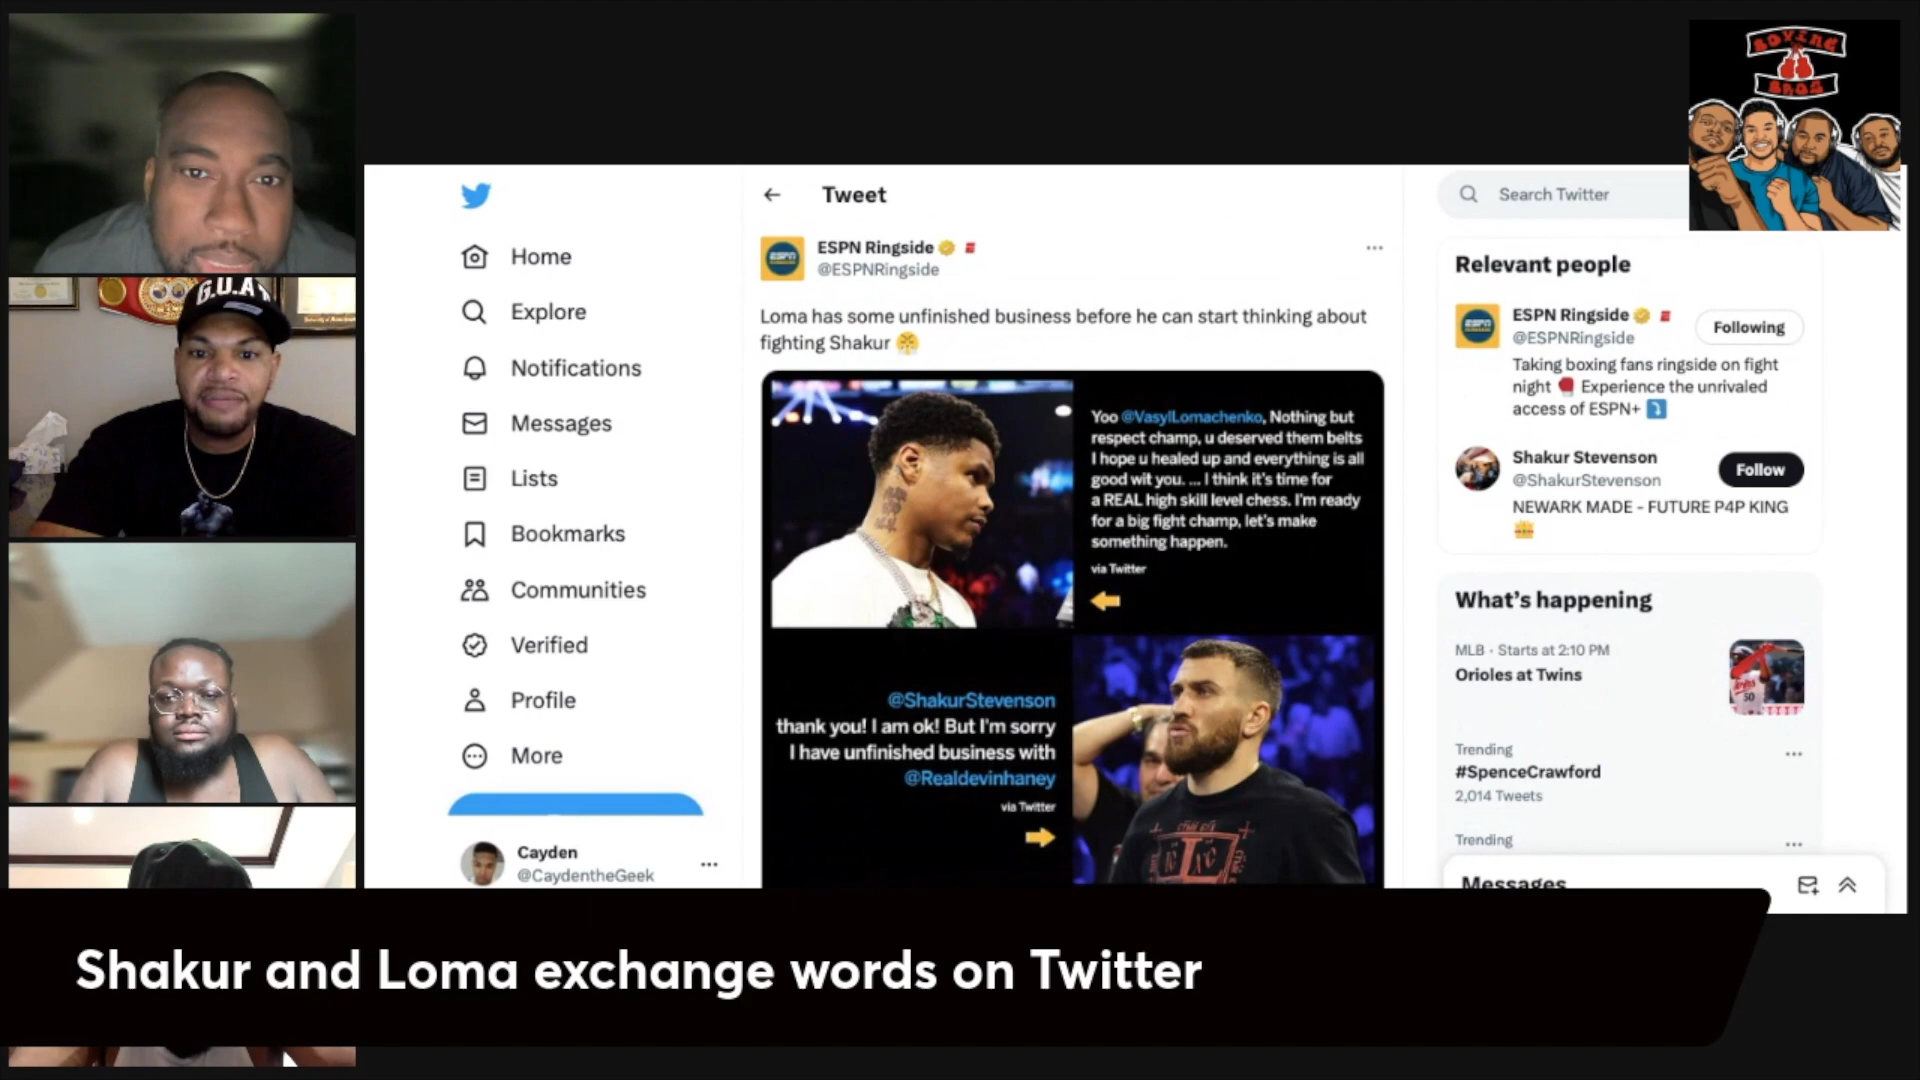 BOXING
BROS
G.O.A.T
Home
Explore
Notifications
Messages
Lists
Bookmarks
Communities
Verified
Profile
More
Cayden
@CaydentheGeek
Tweet
ESPN Ringside
@ESPNRingside
Loma has some unfinished business before he can start thinking about
fighting Shakur 😤
Yoo @VasylLomachenko, Nothing but
respect champ, u deserved them belts
I hope u healed up and everything is all
good wit you. ... I think it's time for
a REAL high skill level chess. I'm ready
for a big fight champ, let's make
something happen.
via Twitter
@ShakurStevenson
thank you! I am ok! But I'm sorry
I have unfinished business with
@Realdevinhaney
via Twitter
Search Twitter
Relevant people
ESPN Ringside
@ESPNRingside
Following
Taking boxing fans ringside on fight
night 🥊 Experience the unrivaled
access of ESPN+ ⤵️
Shakur Stevenson
@ShakurStevenson
Follow
NEWARK MADE - FUTURE P4P KING
👑
What's happening
MLB · Starts at 2:10 PM
Orioles at Twins
50
Trending
#SpenceCrawford
2,014 Tweets
Trending
Messages
Shakur and Loma exchange words on Twitter